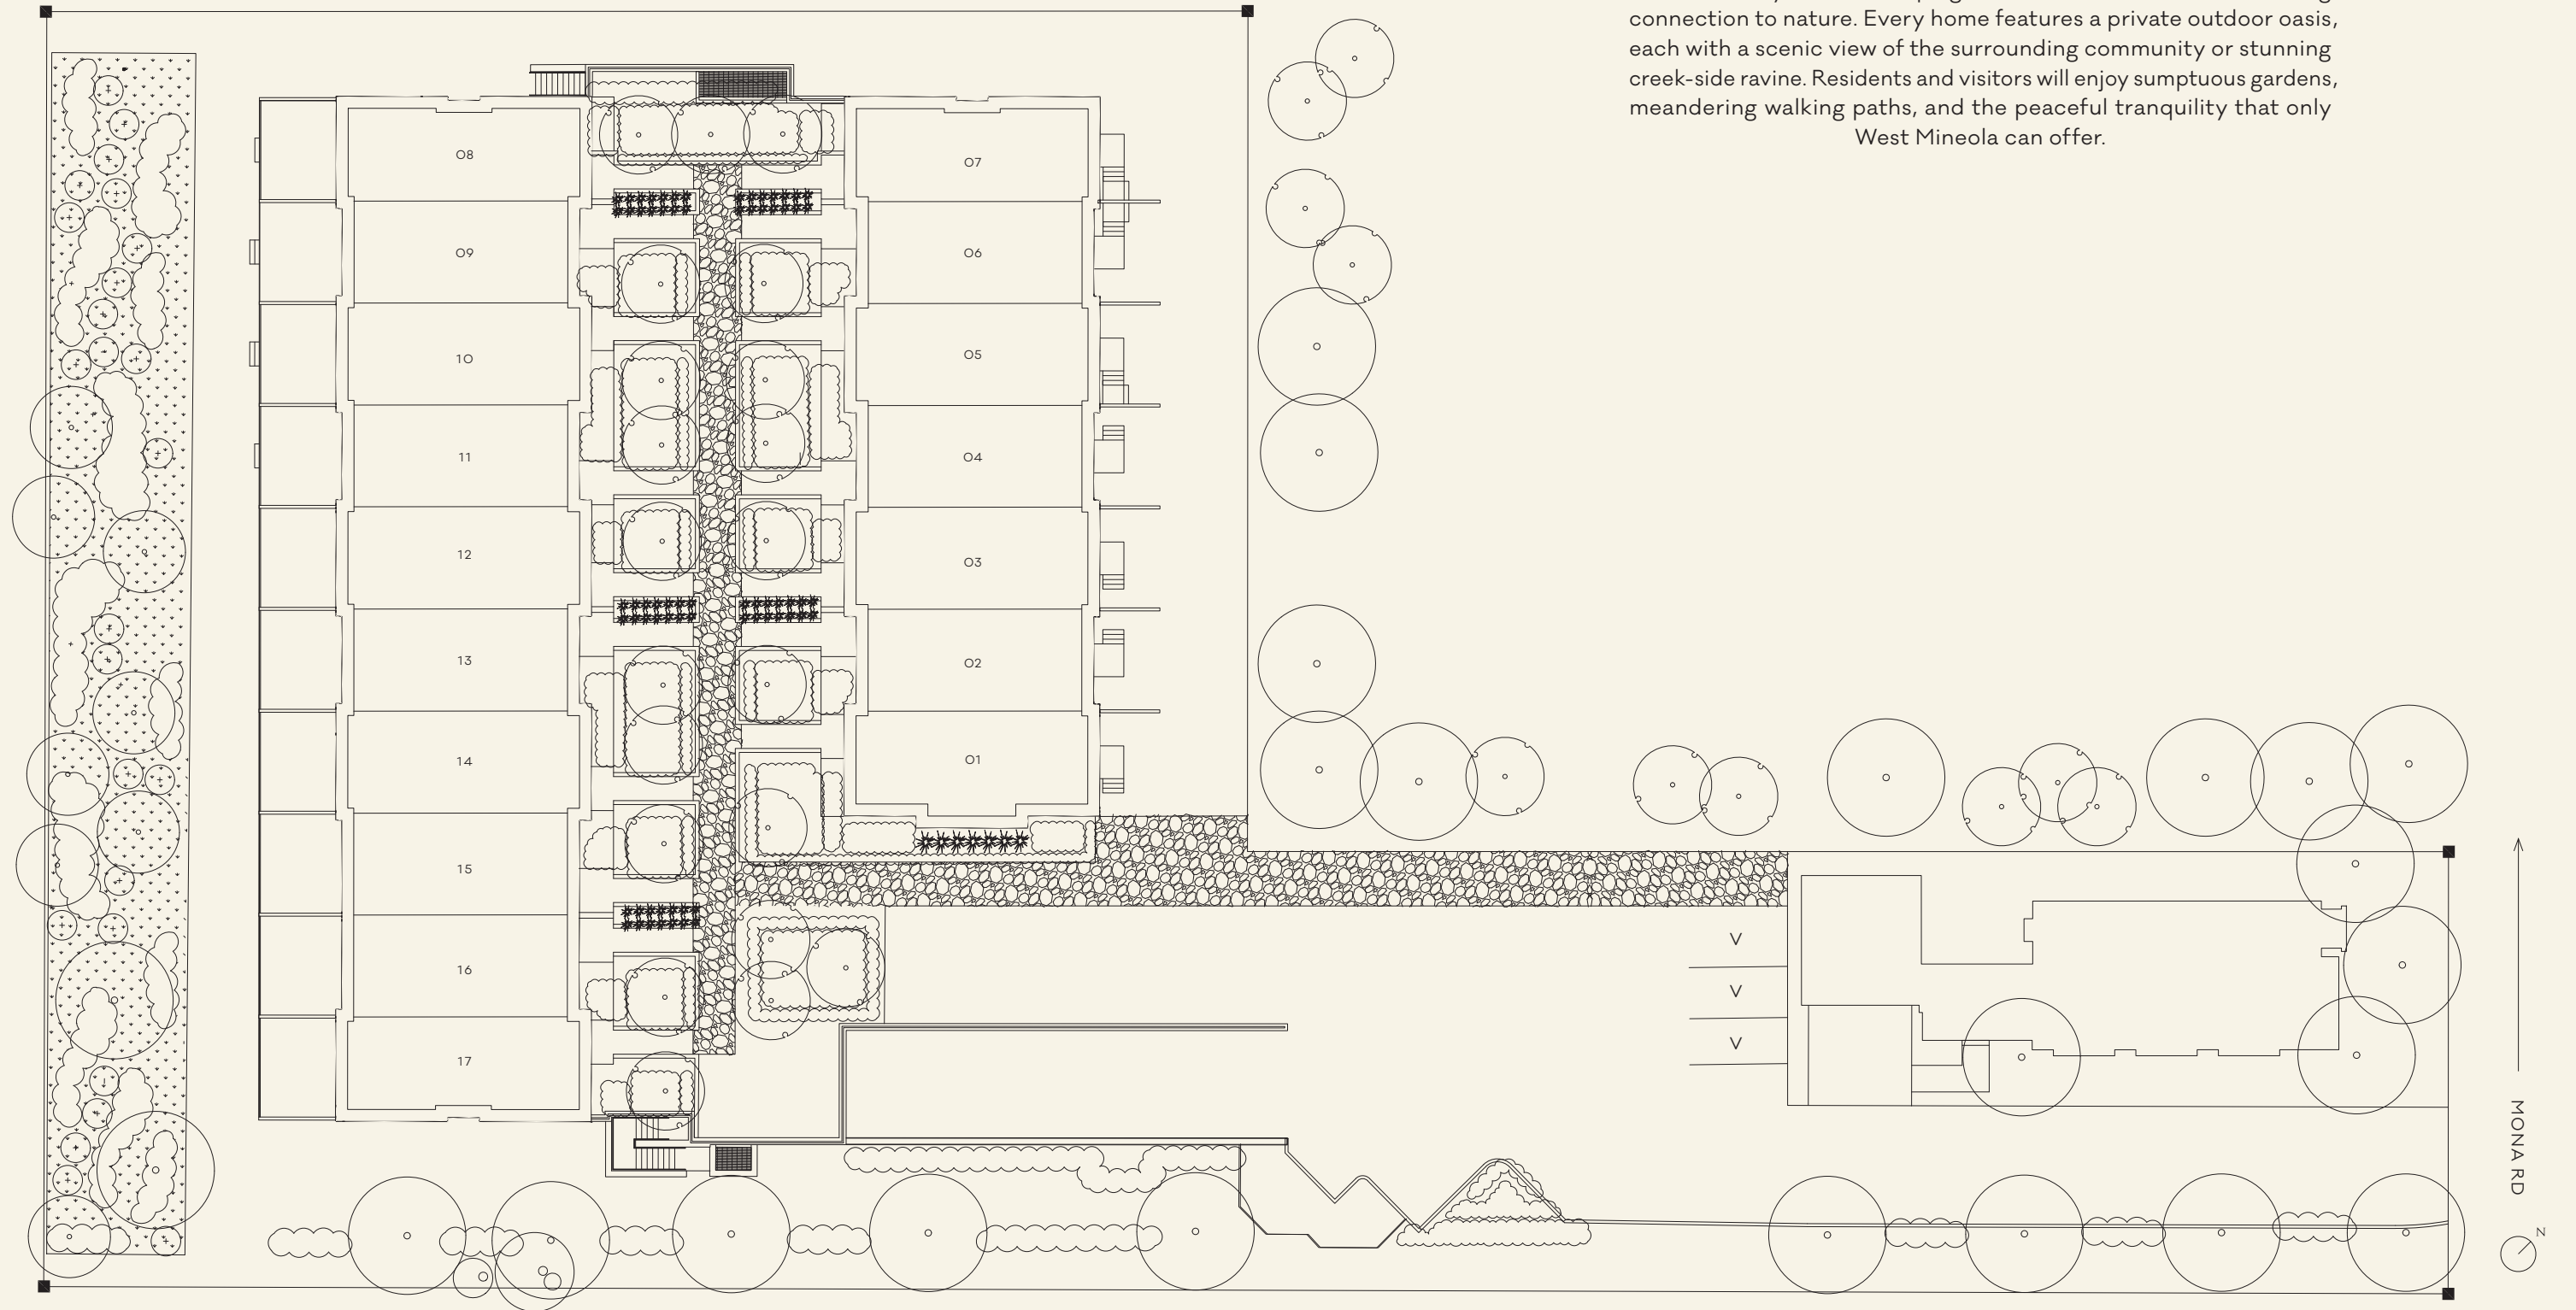 connection to nature. Every home features a private outdoor oasis,
each with a scenic view of the surrounding community or stunning
creek-side ravine. Residents and visitors will enjoy sumptuous gardens,
meandering walking paths, and the peaceful tranquility that only
West Mineola can offer.
08
07
09
06
10
05
11
04
12
03
13
02
14
01
15
16
17
V
V
V
MONARD
N